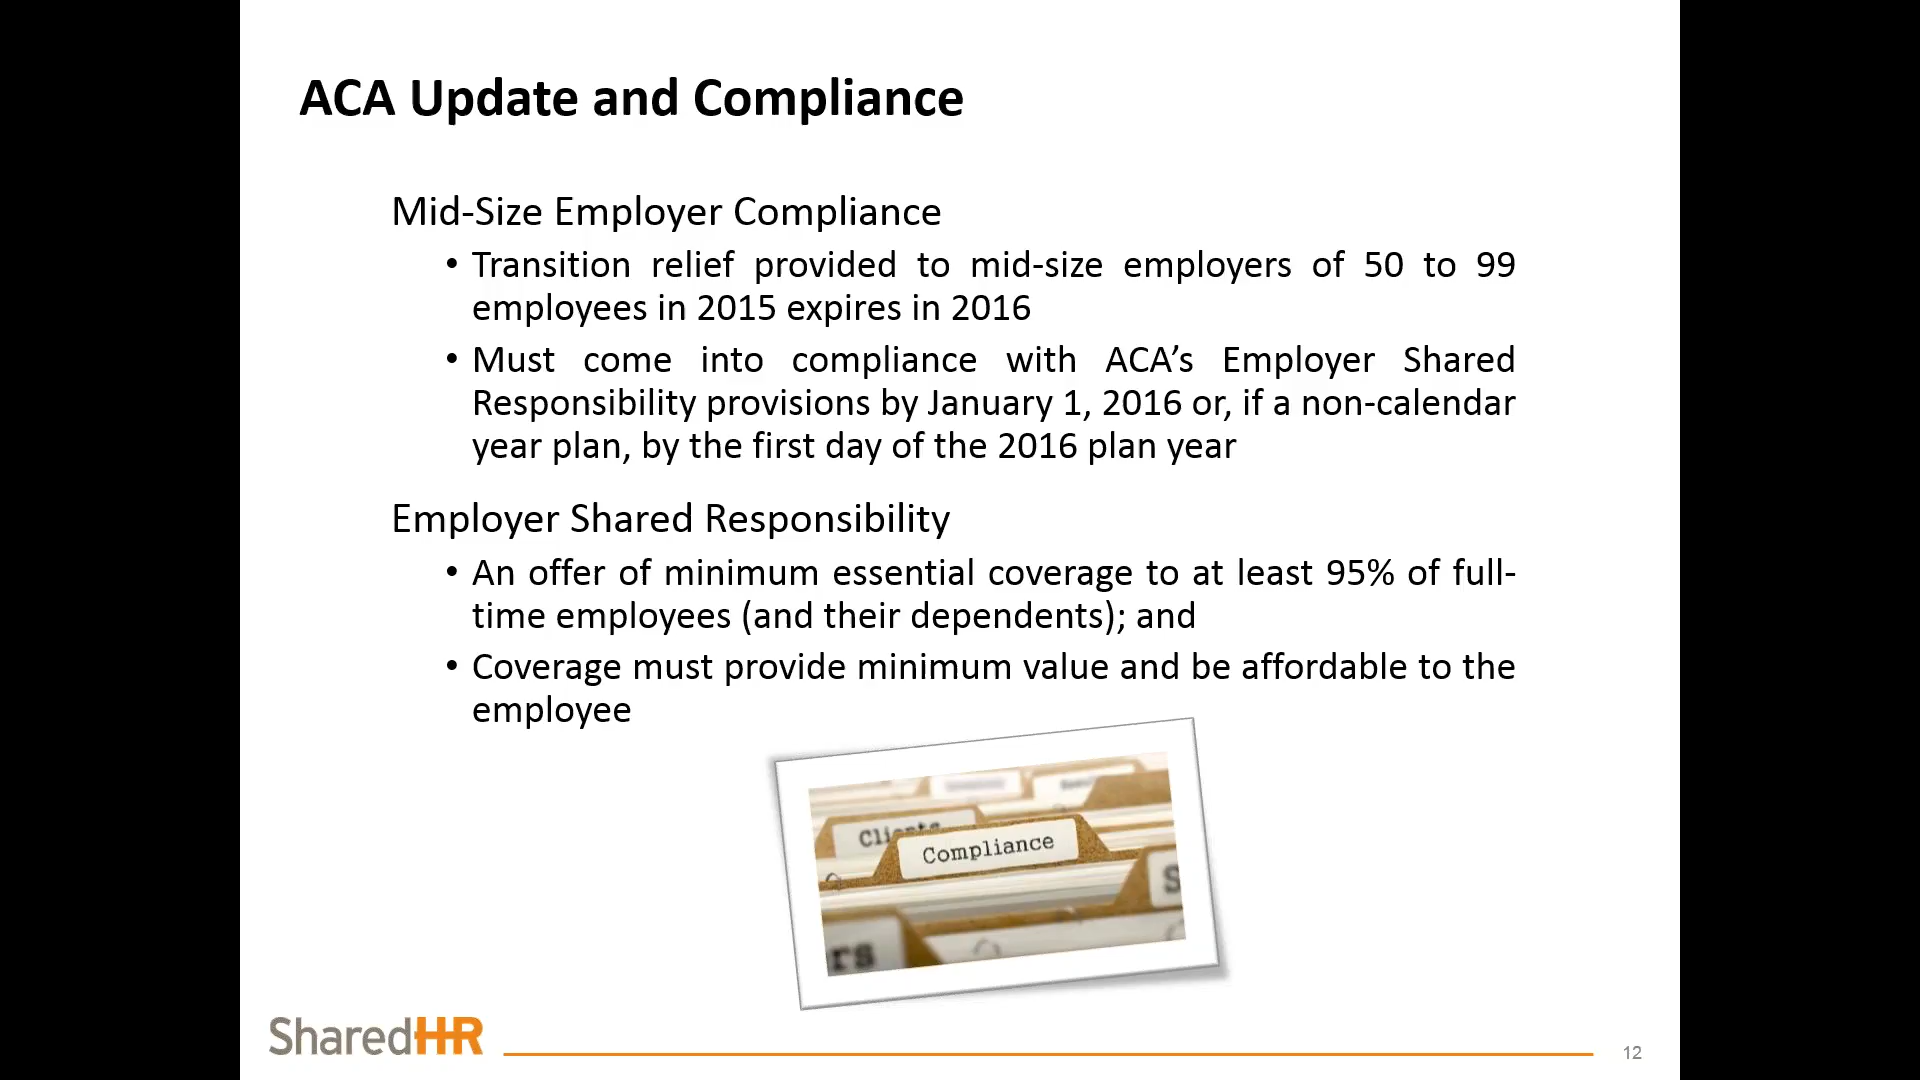 ACA Update and Compliance
Mid-Size Employer Compliance
• Transition relief provided to mid-size employers of 50 to 99
employees in 2015 expires in 2016
• Must come into compliance with ACA’s Employer Shared
Responsibility provisions by January 1, 2016 or, if a non-calendar
year plan, by the first day of the 2016 plan year
Employer Shared Responsibility
• An offer of minimum essential coverage to at least 95% of full-
time employees (and their dependents); and
• Coverage must provide minimum value and be affordable to the
employee
Clients
Compliance
S
rs
SharedHR
12